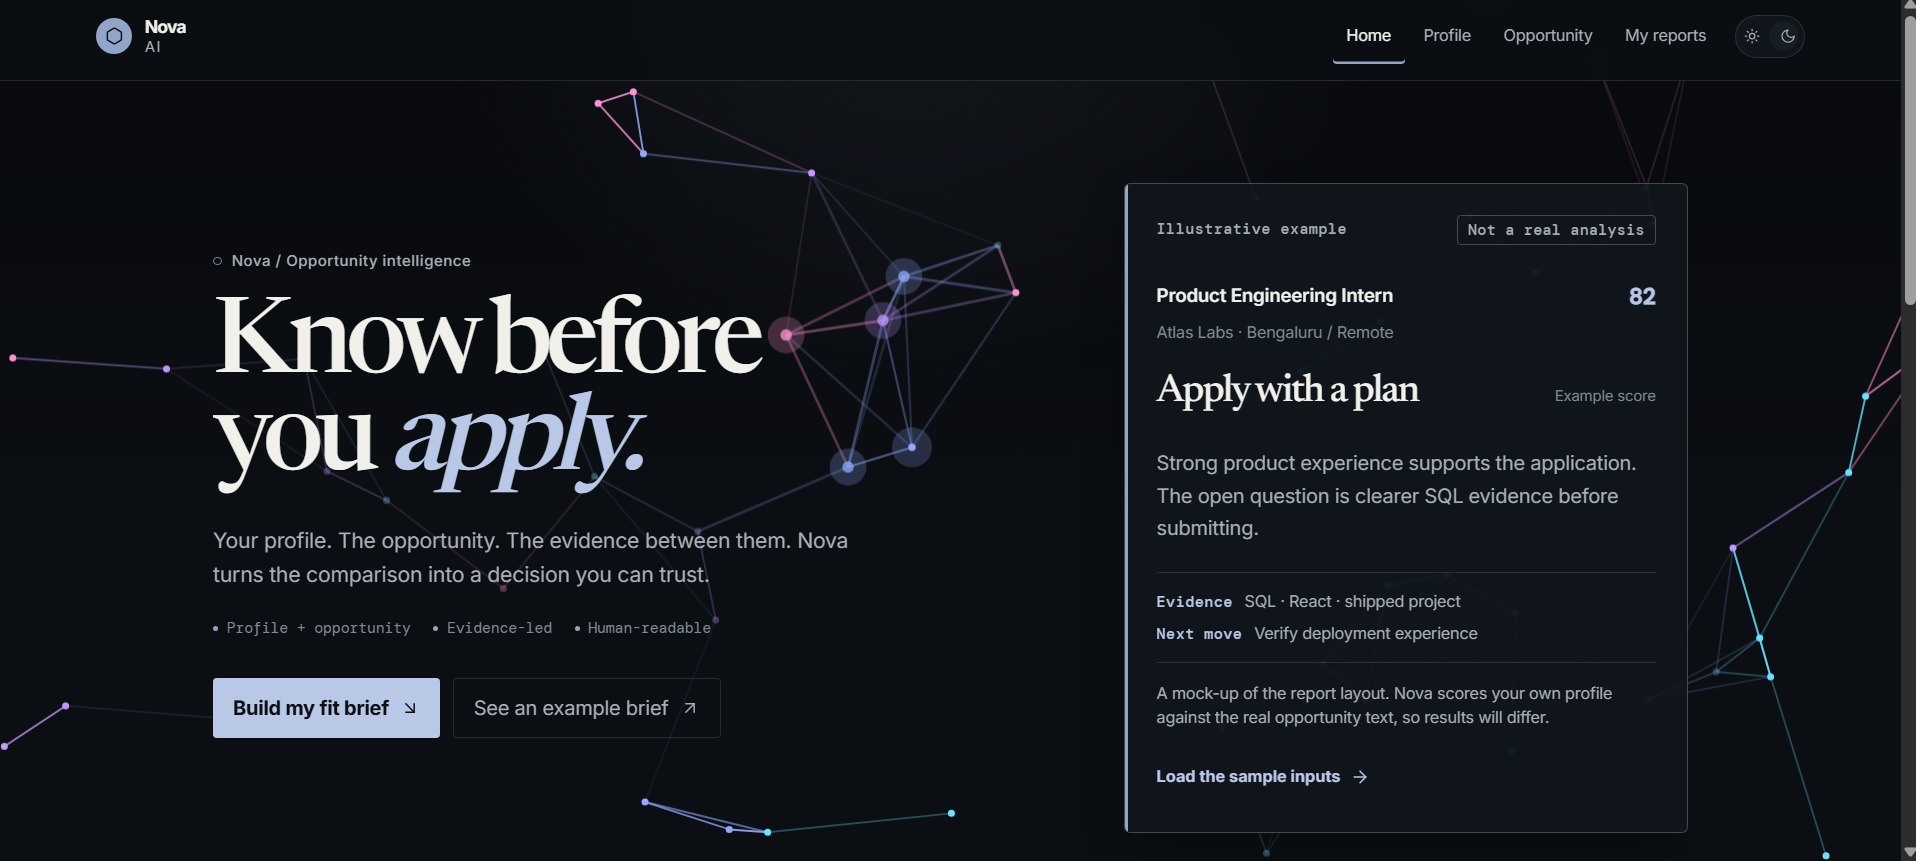 Nova
AI
Home
Profile
Opportunity
My reports
Nova / Opportunity intelligence
Know before
you apply.
Your profile. The opportunity. The evidence between them. Nova
turns the comparison into a decision you can trust.
Profile + opportunity
Evidence-led
Human-readable
Build my fit brief
See an example brief
Illustrative example
Not a real analysis
Product Engineering Intern
82
Atlas Labs · Bengaluru / Remote
Apply with a plan
Example score
Strong product experience supports the application.
The open question is clearer SQL evidence before
submitting.
Evidence SQL · React · shipped project
Next move Verify deployment experience
A mock-up of the report layout. Nova scores your own profile
against the real opportunity text, so results will differ.
Load the sample inputs